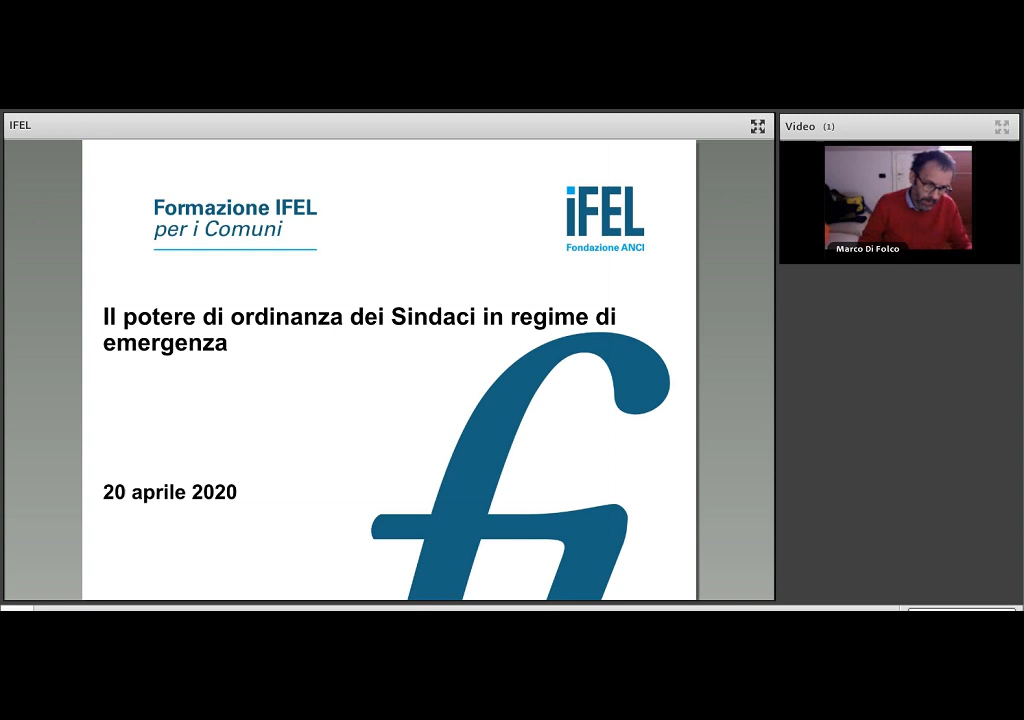 IFEL
Video (1)
Formazione IFEL
per i Comuni
iFEL
Fondazione ANCI
Marco Di Folco
Il potere di ordinanza dei Sindaci in regime di
emergenza
20 aprile 2020